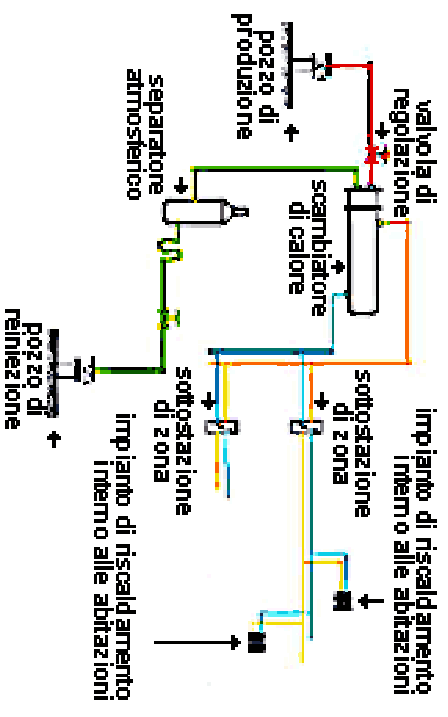 pozzo di
produzione
valvola di
regolazione
separatore
atmosferico
scambiatore
di calore
pozzo di
reiniezione
sottostazione
di zona
sottostazione
di zona
impianto di riscaldamento
interno alle abitazioni
impianto di riscaldamento
interno alle abitazioni